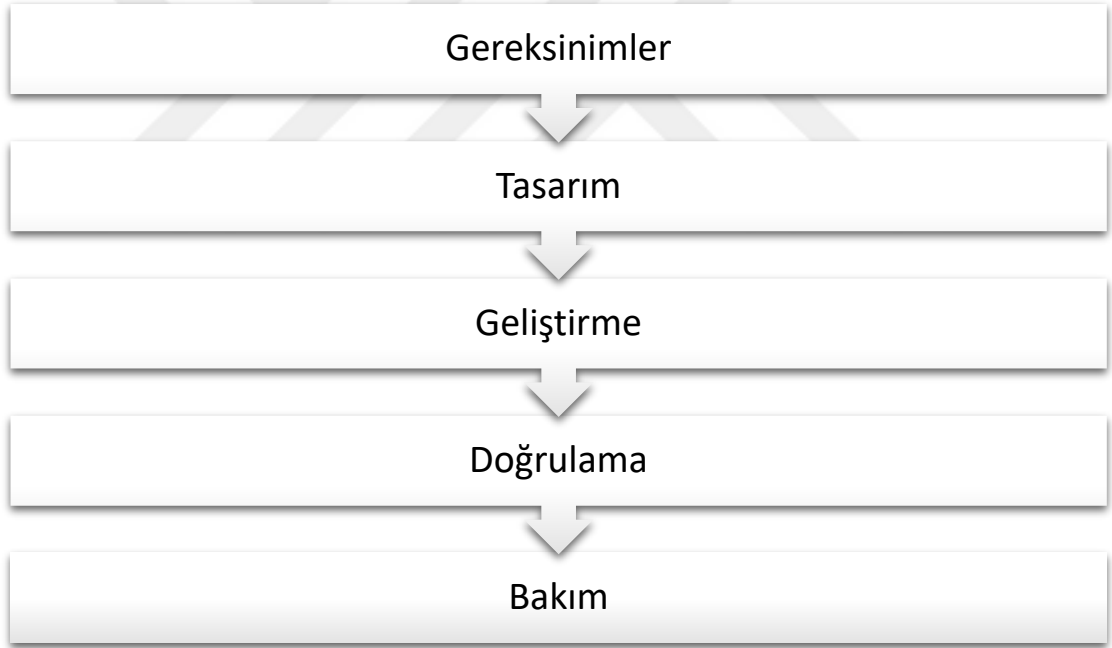 Gereksinimler
Tasarım
Geliştirme
Doğrulama
Bakım